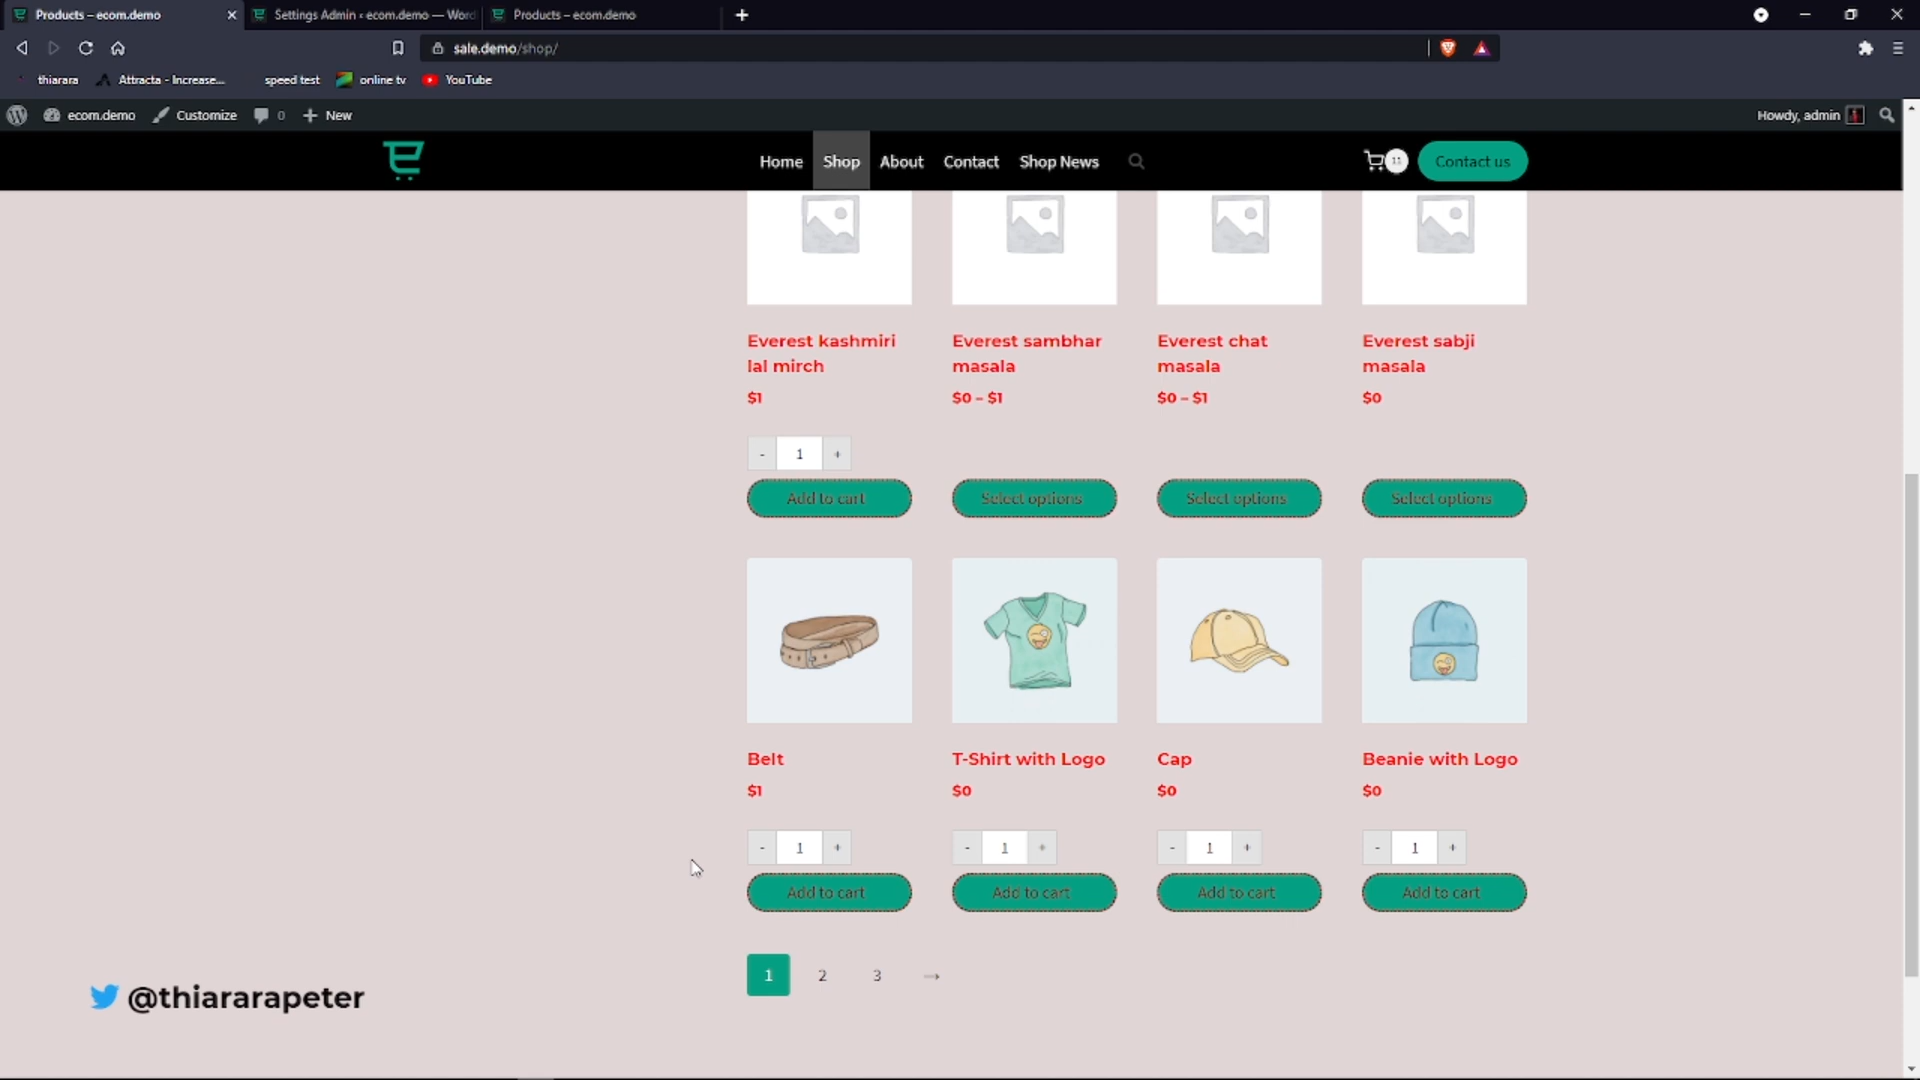 Products – ecom.demo
Settings Admin ‹ ecom.demo — Word
Products – ecom.demo
sale.demo/shop/
thiarara
Attracta - Increase...
speed test
online tv
YouTube
ecom.demo
Customize
0
New
Howdy, admin
Home
Shop
About
Contact
Shop News
11
Contact us
Everest kashmiri
lal mirch
$1
Everest sambhar
masala
$0 – $1
Everest chat
masala
$0 – $1
Everest sabji
masala
$0
- 1 +
Add to cart
Select options
Select options
Select options
Belt
T-Shirt with Logo
Cap
Beanie with Logo
$1
$0
$0
$0
- 1 +
- 1 +
- 1 +
- 1 +
Add to cart
Add to cart
Add to cart
Add to cart
1 2 3 →
@thiararapeter